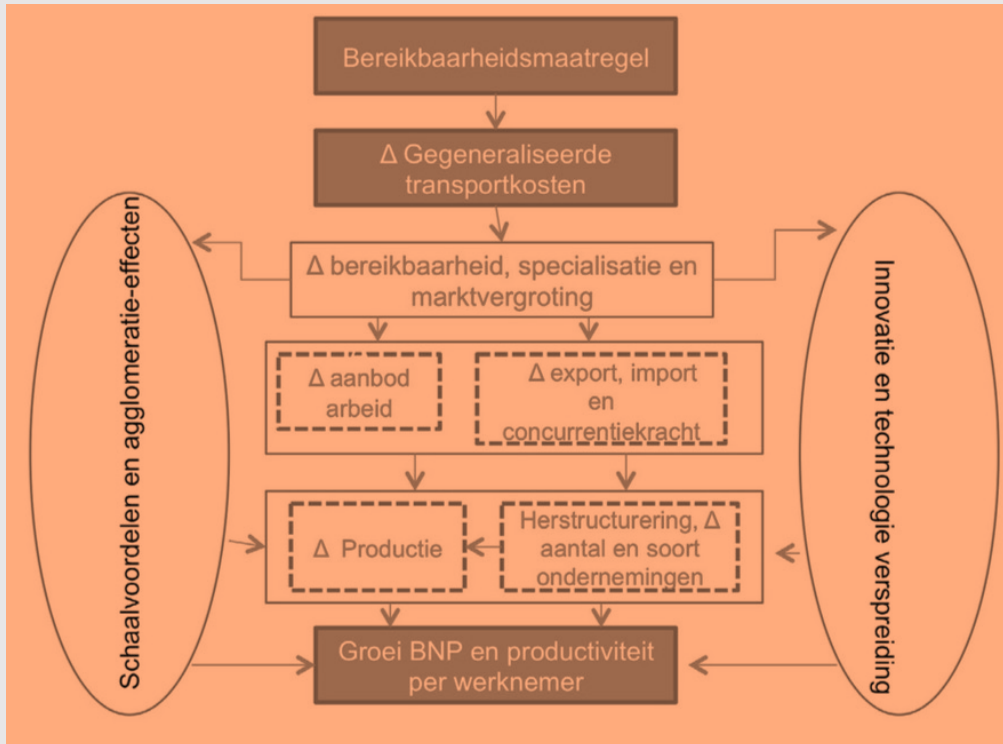 Bereikbaarheidsmaatregel
Δ Gegeneraliseerde
transportkosten
Δ bereikbaarheid, specialisatie en
marktvergroting
Schaalvoordelen en agglomeratie-effecten
Innovatie en technologie verspreiding
Δ aanbod
arbeid
Δ export, import
en
concurrentiekracht
Δ Productie
Herstructurering, Δ
aantal en soort
ondernemingen
Groei BNP en productiviteit
per werknemer